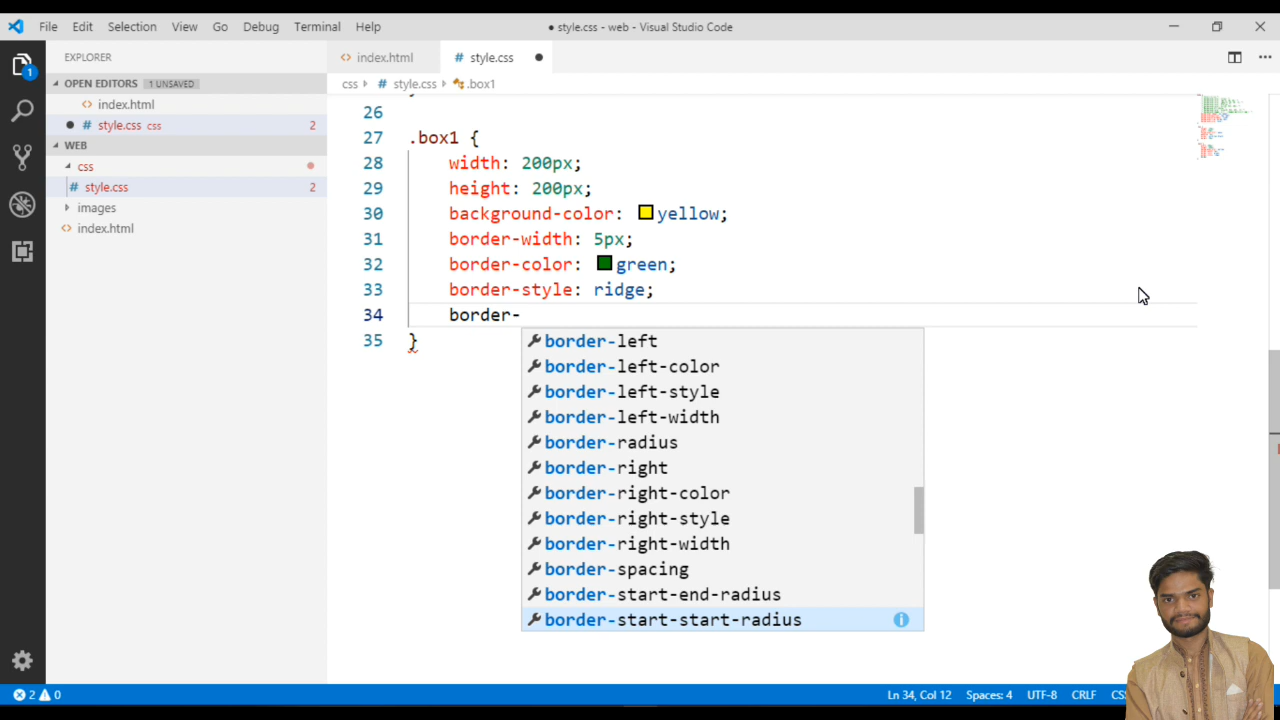 File Edit Selection View Go Debug Terminal Help ● style.css - web - Visual Studio Code
EXPLORER
OPEN EDITORS 1 UNSAVED
<> index.html
● # style.css css 2
WEB
css
# style.css 2
images
<> index.html
1
<> index.html # style.css ●
css # style.css .box1
26
27 .box1 {
28 width: 200px;
29 height: 200px;
30 background-color: yellow;
31 border-width: 5px;
32 border-color: green;
33 border-style: ridge;
34 border-
35 }
border-left
border-left-color
border-left-style
border-left-width
border-radius
border-right
border-right-color
border-right-style
border-right-width
border-spacing
border-start-end-radius
border-start-start-radius
2 0 Ln 34, Col 12 Spaces: 4 UTF-8 CRLF